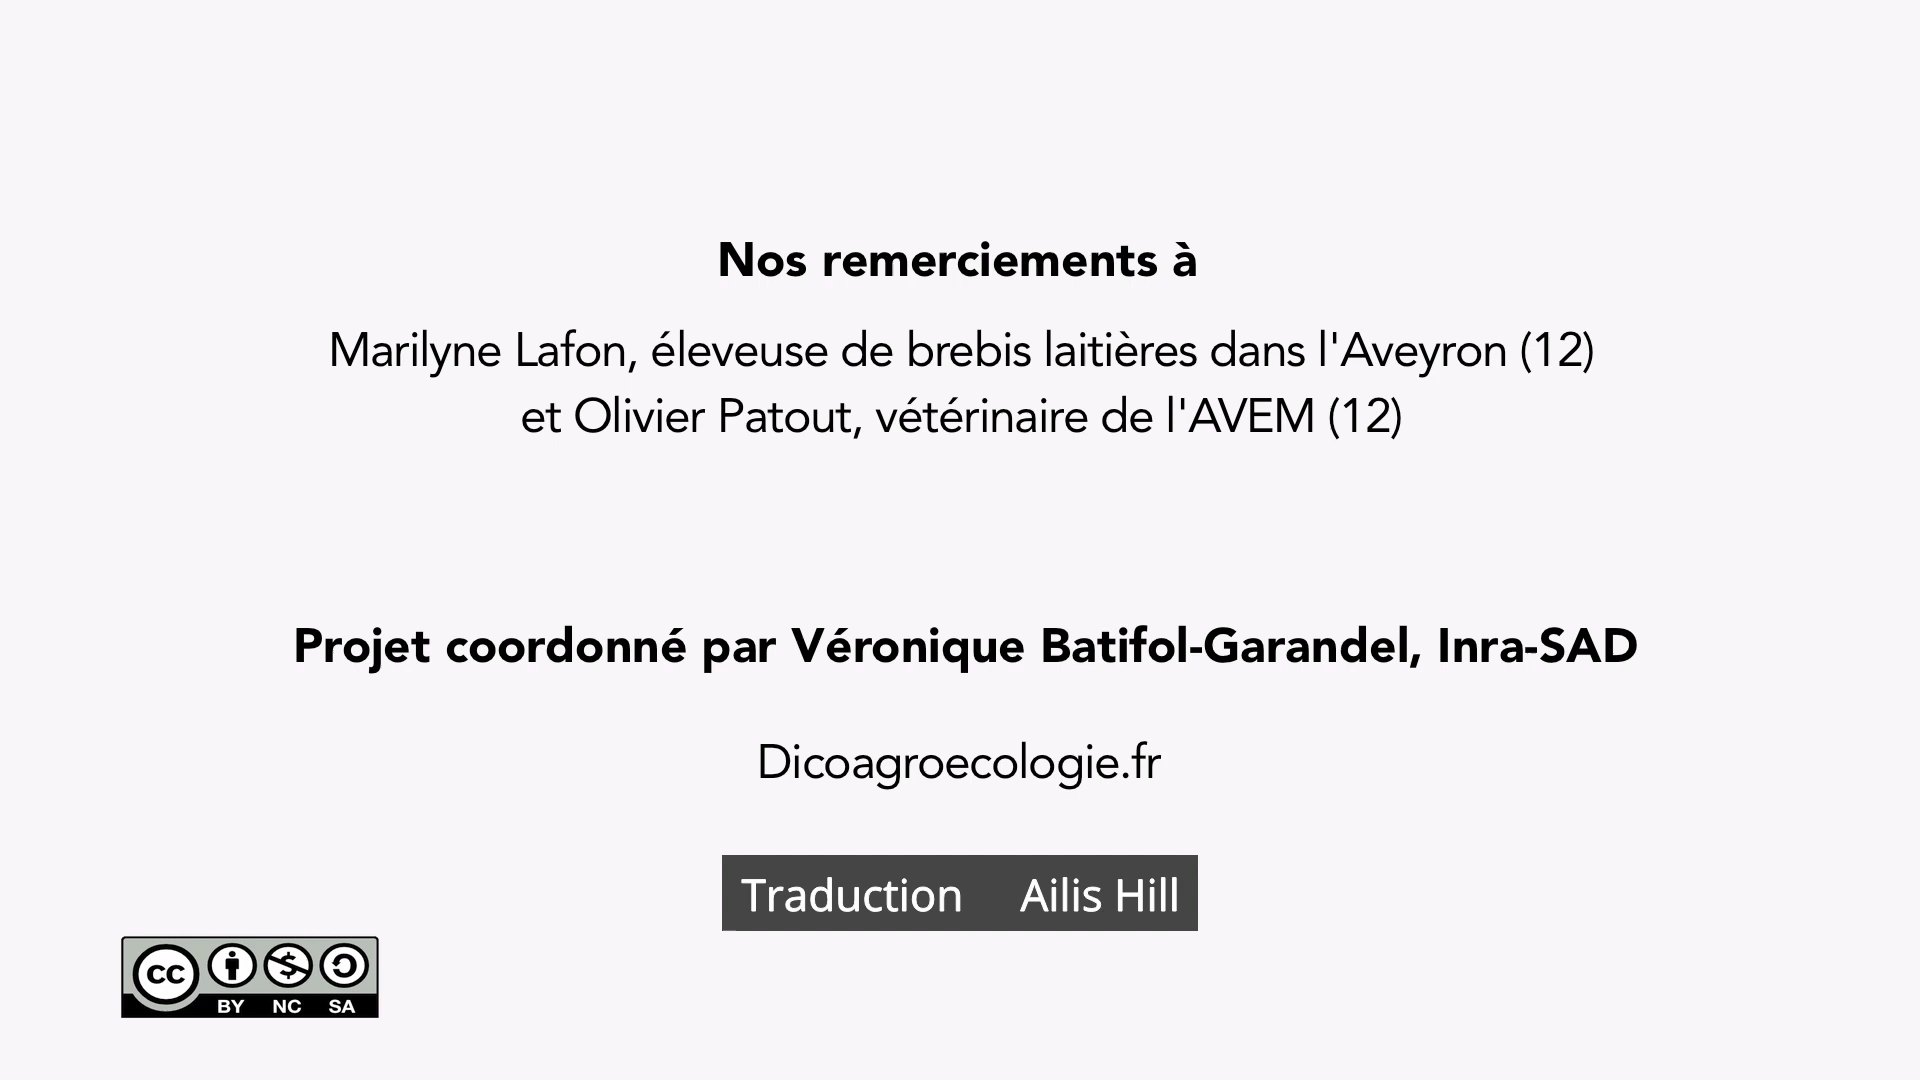 Nos remerciements à
Marilyne Lafon, éleveuse de brebis laitières dans l'Aveyron (12)
et Olivier Patout, vétérinaire de l'AVEM (12)
Projet coordonné par Véronique Batifol-Garandel, Inra-SAD
Dicoagroecologie.fr
Traduction Ailis Hill
cc
BY NC SA